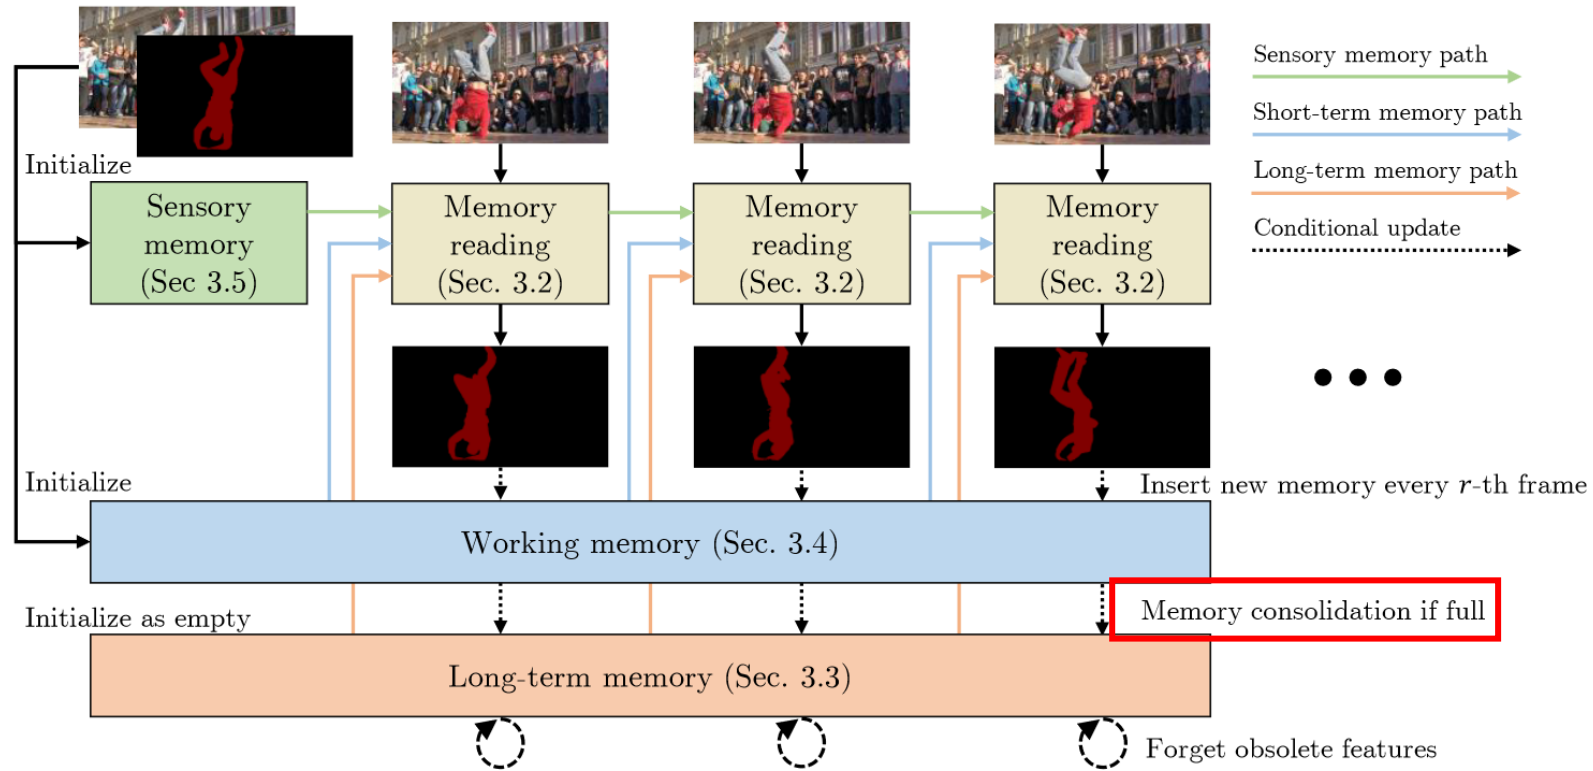 Sensory memory path
Short-term memory path
Long-term memory path
Conditional update
Initialize
Sensory
memory
(Sec 3.5)
Memory
reading
(Sec. 3.2)
Memory
reading
(Sec. 3.2)
Memory
reading
(Sec. 3.2)
Initialize
Insert new memory every r-th frame
Working memory (Sec. 3.4)
Initialize as empty
Memory consolidation if full
Long-term memory (Sec. 3.3)
Forget obsolete features